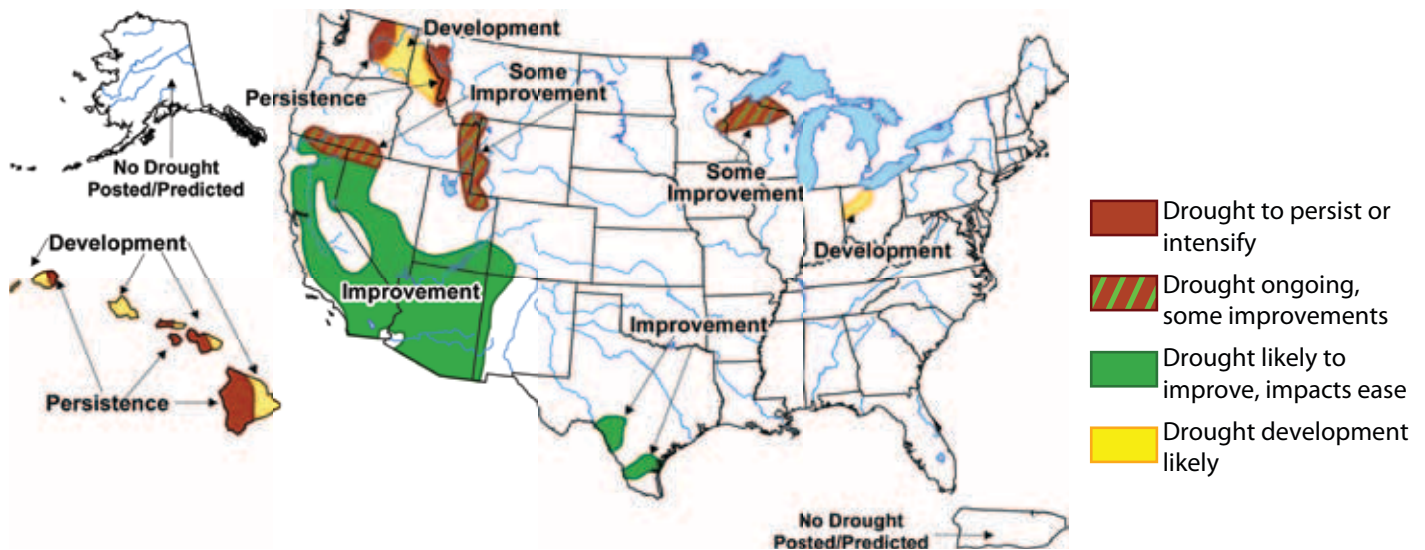 Development
Some
Improvement
Persistence
No Drought
Posted/Predicted
Some
Improvement
Development
Development
Improvement
Improvement
Persistence
No Drought
Posted/Predicted
Drought to persist or
intensify
Drought ongoing,
some improvements
Drought likely to
improve, impacts ease
Drought development
likely